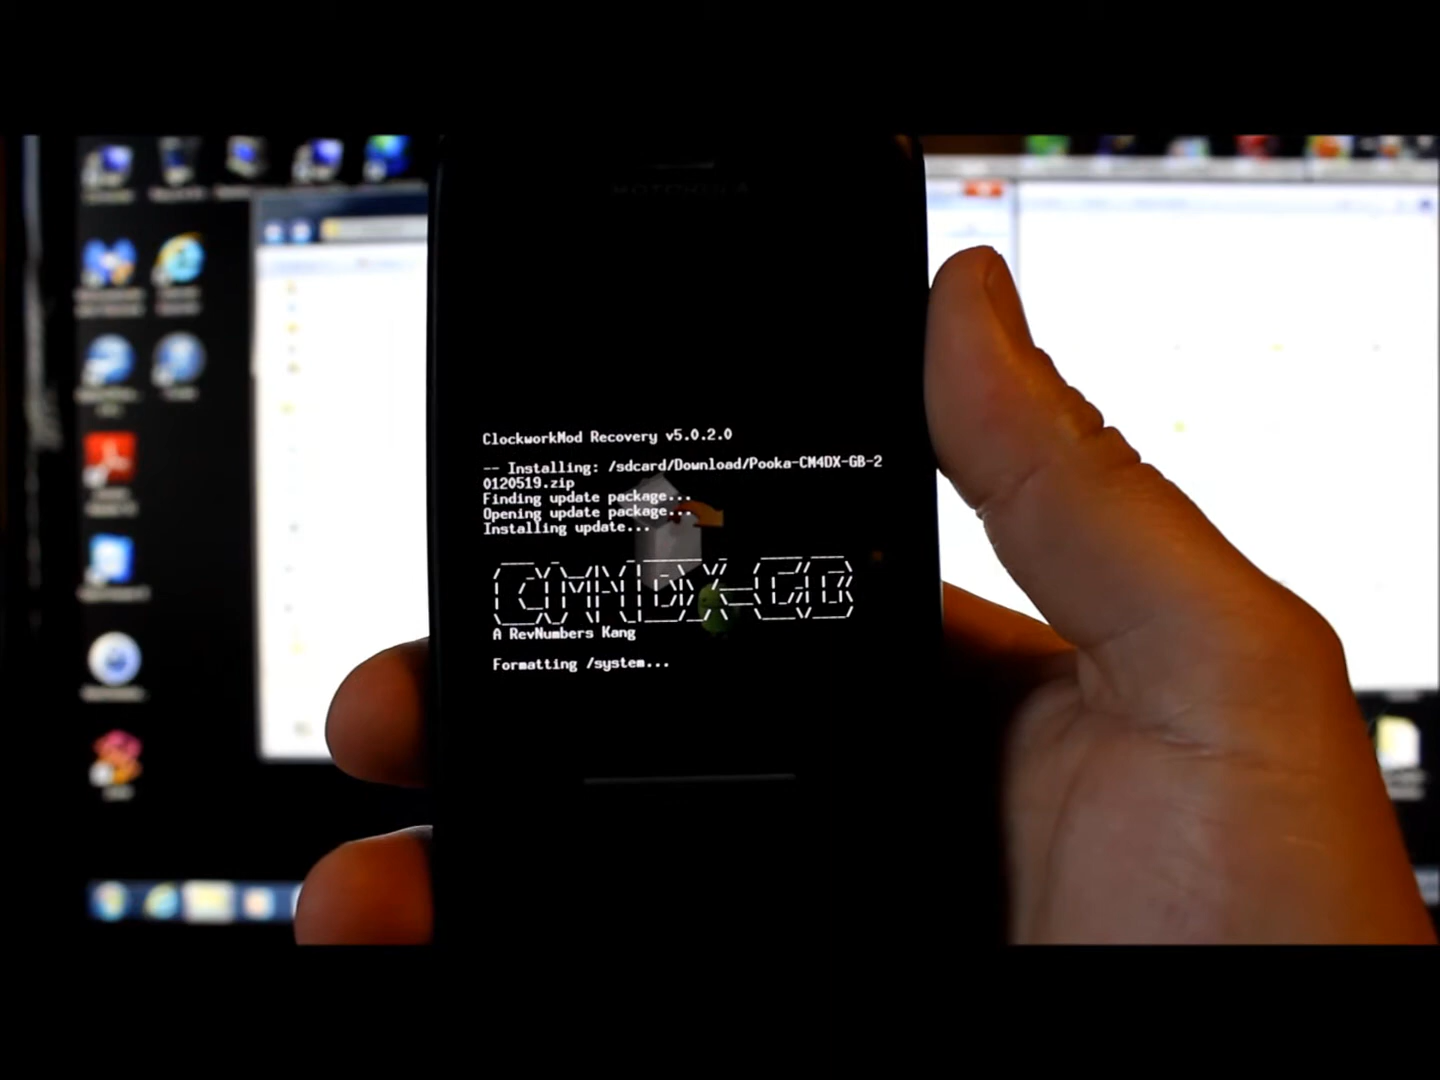 MOTOROLA
ClockworkMod Recovery v5.0.2.0
-- Installing: /sdcard/Download/Pooka-CM4DX-GB-2
0120519.zip
Finding update package...
Opening update package...
Installing update...
CM4DX-GB
A RevNumbers Kang
Formatting /system...